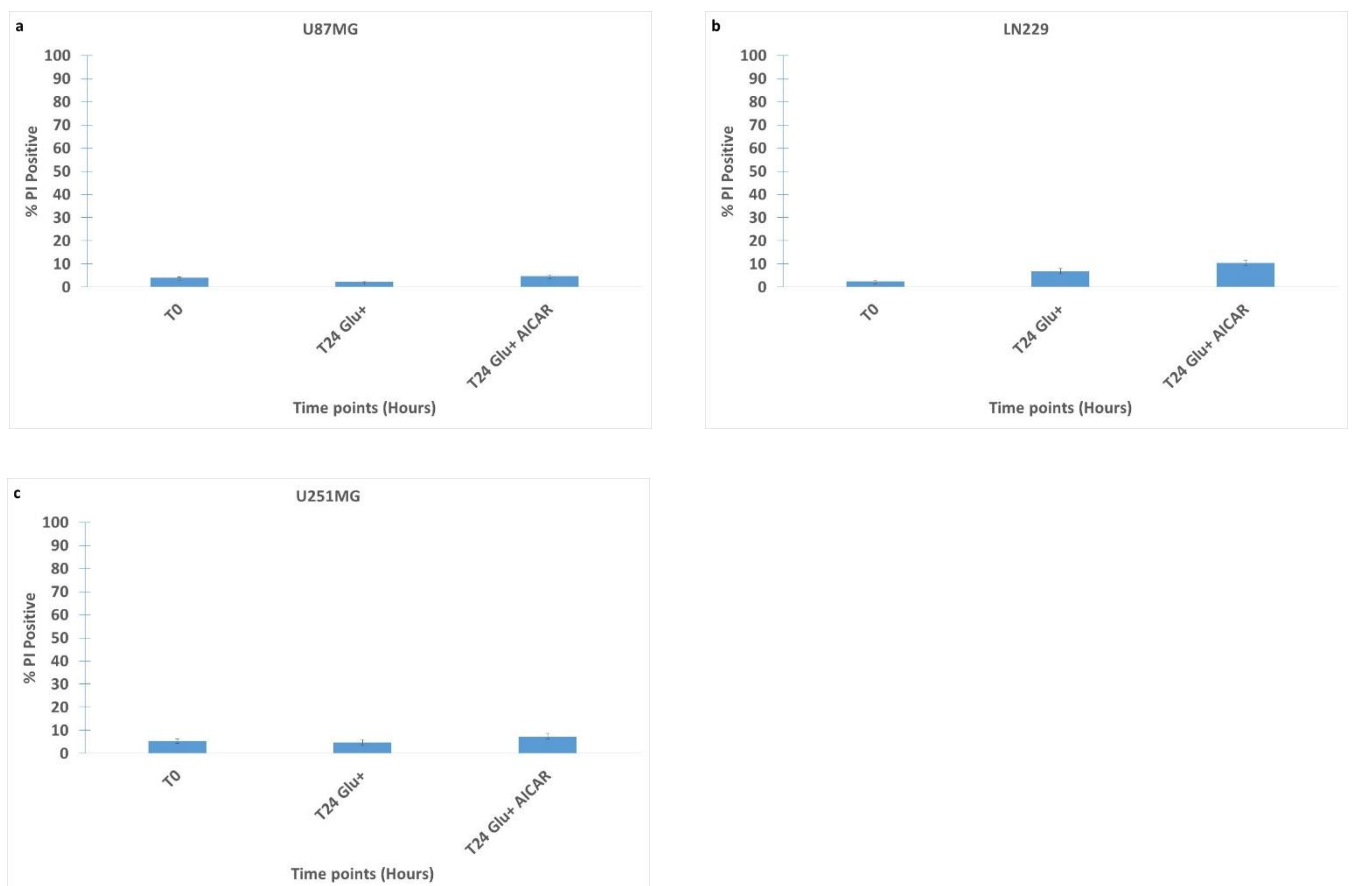 a
U87MG
% PI Positive
100
90
80
70
60
50
40
30
20
10
0
T0
T24 Glu+
T24 Glu+ AICAR
Time points (Hours)
b
LN229
% PI Positive
100
90
80
70
60
50
40
30
20
10
0
T0
T24 Glu+
T24 Glu+ AICAR
Time points (Hours)
c
U251MG
% PI Positive
100
90
80
70
60
50
40
30
20
10
0
T0
T24 Glu+
T24 Glu+ AICAR
Time points (Hours)